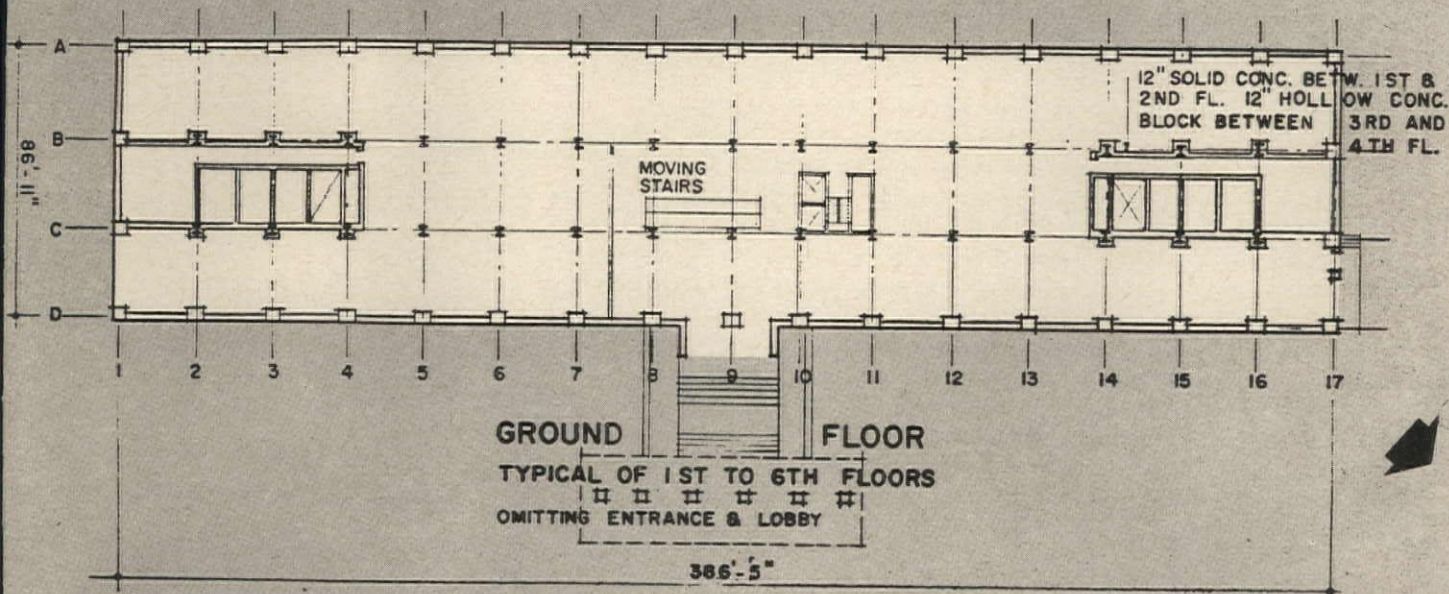 A
12" SOLID CONC. BETW. 1ST &
2ND FL. 12" HOLLOW CONC.
BLOCK BETWEEN 3RD AND
4TH FL.
B
86'-11"
MOVING
STAIRS
C
D
1 2 3 4 5 6 7 8 9 10 11 12 13 14 15 16 17
GROUND FLOOR
TYPICAL OF 1ST TO 6TH FLOORS
OMITTING ENTRANCE & LOBBY
386'-5"